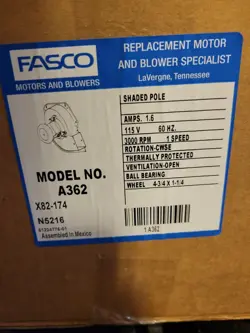 FASCO
MOTORS AND BLOWERS
REPLACEMENT MOTOR
AND BLOWER SPECIALIST
LaVergne, Tennessee
MODEL NO.
A362
X82-174
N5216
Assembled in Mexico
SHADED POLE
AMPS. 1.6
115 V 60 HZ.
3000 RPM 1 SPEED
ROTATION-CWSE
THERMALLY PROTECTED
VENTILATION-OPEN
BALL BEARING
WHEEL 4-3/4 X 1-1/4
1 A362